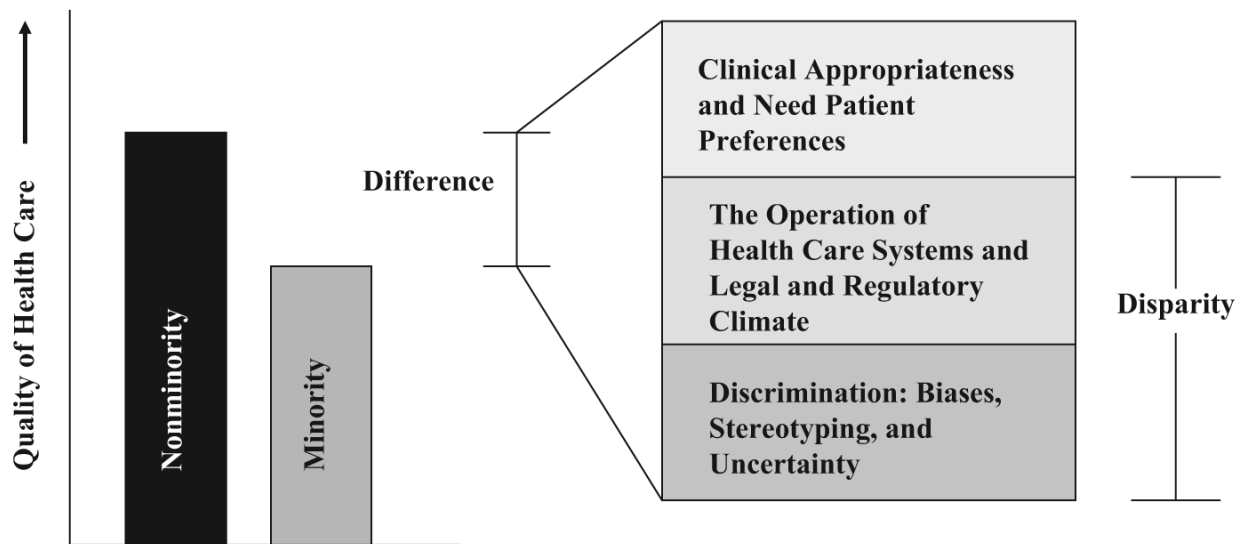 Quality of Health Care
Nonminority
Minority
Difference
Clinical Appropriateness
and Need Patient
Preferences
The Operation of
Health Care Systems and
Legal and Regulatory
Climate
Discrimination: Biases,
Stereotyping, and
Uncertainty
Disparity